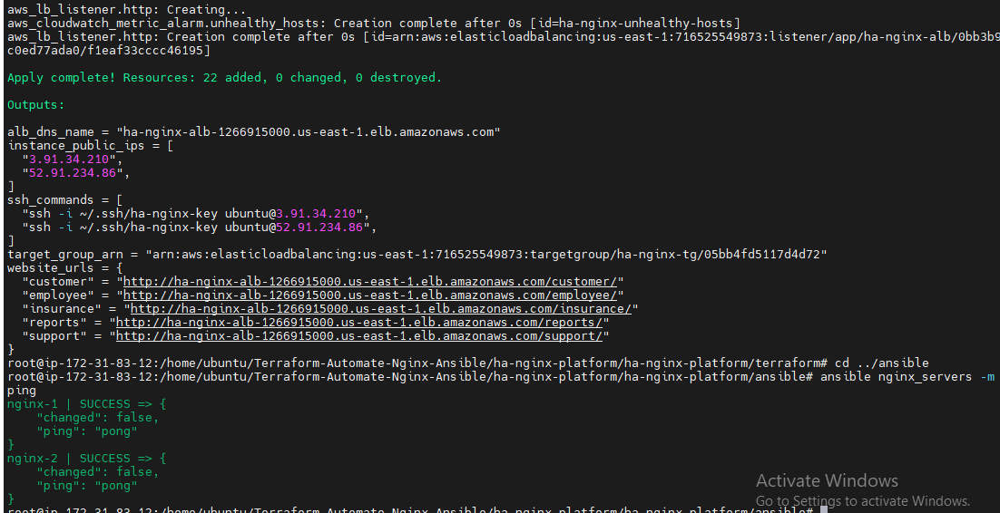 aws_lb_listener.http: Creating...
aws_cloudwatch_metric_alarm.unhealthy_hosts: Creation complete after 0s [id=ha-nginx-unhealthy-hosts]
aws_lb_listener.http: Creation complete after 0s [id=arn:aws:elasticloadbalancing:us-east-1:716525549873:listener/app/ha-nginx-alb/0bb3b9
c0ed77ada0/f1eaf33cccc46195]
Apply complete! Resources: 22 added, 0 changed, 0 destroyed.
Outputs:
alb_dns_name = "ha-nginx-alb-1266915000.us-east-1.elb.amazonaws.com"
instance_public_ips = [
  "3.91.34.210",
  "52.91.234.86",
]
ssh_commands = [
  "ssh -i ~/.ssh/ha-nginx-key ubuntu@3.91.34.210",
  "ssh -i ~/.ssh/ha-nginx-key ubuntu@52.91.234.86",
]
target_group_arn = "arn:aws:elasticloadbalancing:us-east-1:716525549873:targetgroup/ha-nginx-tg/05bb4fd5117d4d72"
website_urls = {
  "customer" = "http://ha-nginx-alb-1266915000.us-east-1.elb.amazonaws.com/customer/"
  "employee" = "http://ha-nginx-alb-1266915000.us-east-1.elb.amazonaws.com/employee/"
  "insurance" = "http://ha-nginx-alb-1266915000.us-east-1.elb.amazonaws.com/insurance/"
  "reports" = "http://ha-nginx-alb-1266915000.us-east-1.elb.amazonaws.com/reports/"
  "support" = "http://ha-nginx-alb-1266915000.us-east-1.elb.amazonaws.com/support/"
}
root@ip-172-31-83-12:/home/ubuntu/Terraform-Automate-Nginx-Ansible/ha-nginx-platform/ha-nginx-platform/terraform# cd ../ansible
root@ip-172-31-83-12:/home/ubuntu/Terraform-Automate-Nginx-Ansible/ha-nginx-platform/ha-nginx-platform/ansible# ansible nginx_servers -m
ping
nginx-1 | SUCCESS => {
    "changed": false,
    "ping": "pong"
}
nginx-2 | SUCCESS => {
    "changed": false,
    "ping": "pong"
}
root@ip-172-31-83-12:/home/ubuntu/Terraform-Automate-Nginx-Ansible/ha-nginx-platform/ha-nginx-platform/ansible#
Activate Windows
Go to Settings to activate Windows.